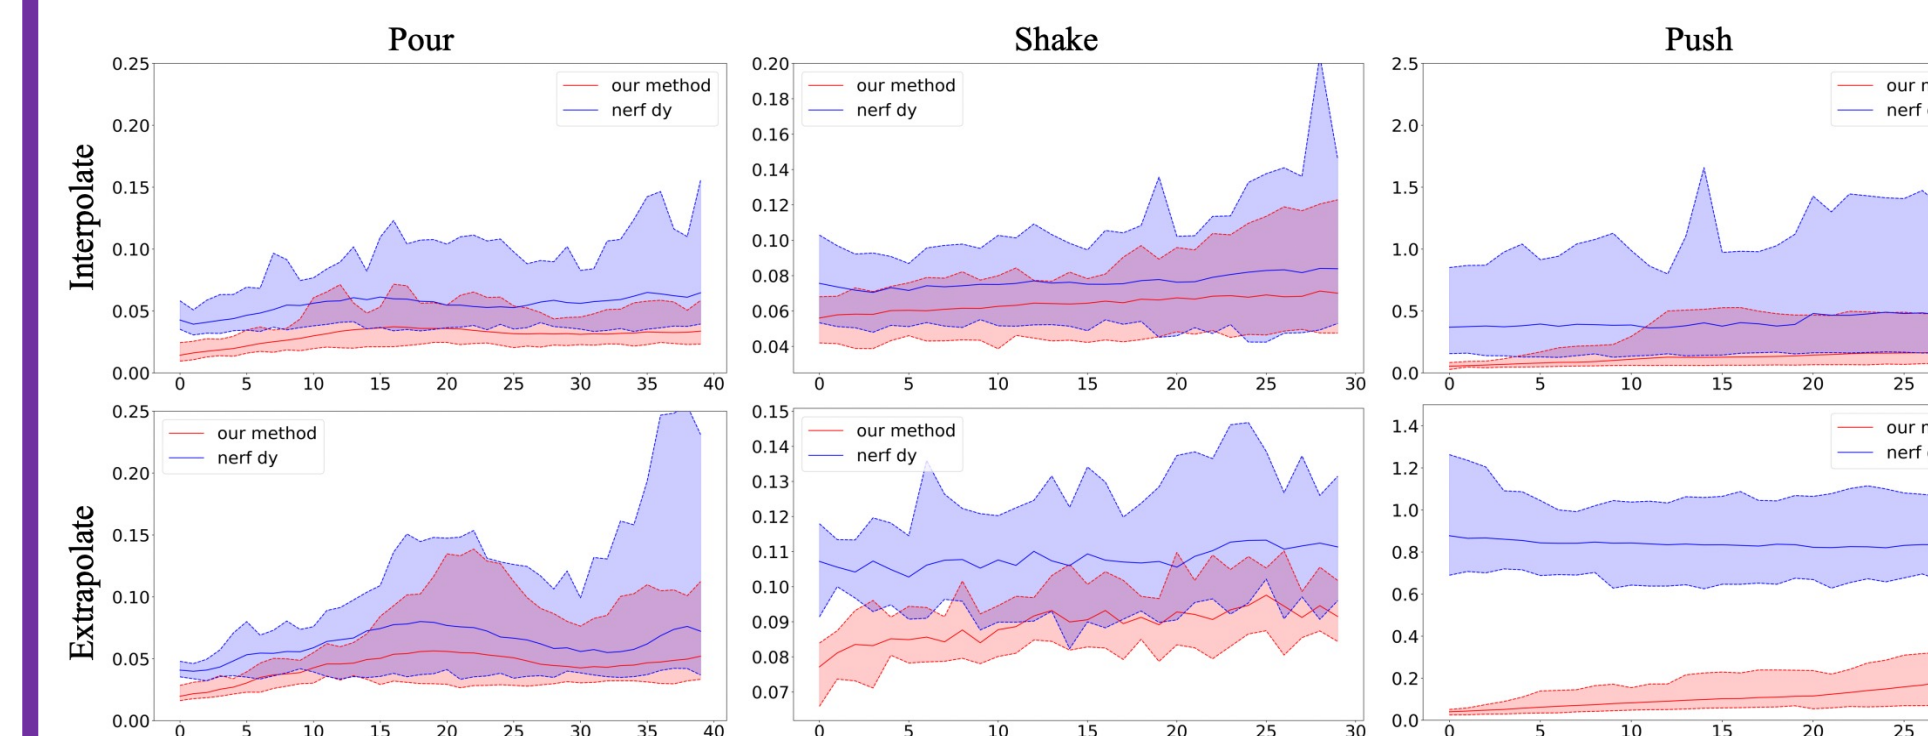 Pour
Shake
Push
Interpolate
0.25
0.20
0.15
0.10
0.05
0.00
our method
nerf dy
0 5 10 15 20 25 30 35 40
0.20
0.18
0.16
0.14
0.12
0.10
0.08
0.06
0.04
our method
nerf dy
0 5 10 15 20 25 30
2.5
2.0
1.5
1.0
0.5
0.0
our
nerf
0 5 10 15 20 25
Extrapolate
0.25
0.20
0.15
0.10
0.05
0.00
our method
nerf dy
0 5 10 15 20 25 30 35 40
0.15
0.14
0.13
0.12
0.11
0.10
0.09
0.08
0.07
our method
nerf dy
0 5 10 15 20 25 30
1.4
1.2
1.0
0.8
0.6
0.4
0.2
0.0
our
nerf
0 5 10 15 20 25